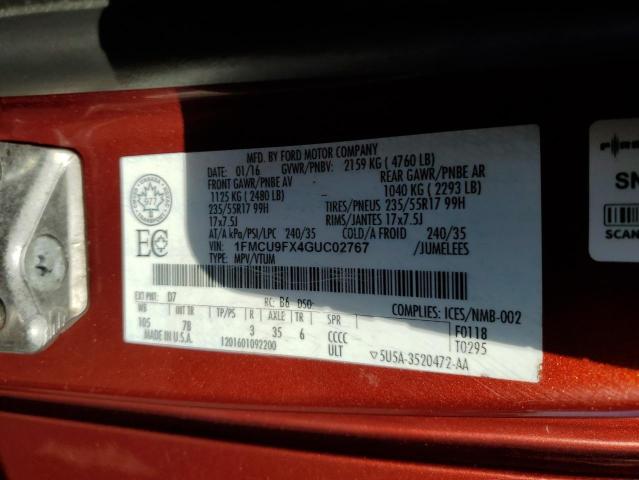 MFD. BY FORD MOTOR COMPANY
DATE: 01/16 GVWR/PNBV: 2159 KG ( 4760 LB)
FRONT GAWR/PNBE AV REAR GAWR/PNBE AR
1125 KG ( 2480 LB) 1040 KG ( 2293 LB)
235/55R17 99H TIRES/PNEUS 235/55R17 99H
17x7.5J RIMS/JANTES 17x7.5J
AT/A kPa/PSI/LPC 240/35 COLD/A FROID 240/35
VIN: 1FMCU9FX4GUC02767 /JUMELEES
TYPE: MPV/VTUM
977
EC
EXT PNT: D7 RC: B6 DSO: COMPLIES: ICES/NMB-002
WB INT TR TP/PS R AXLE TR SPR F0118
105 7B 3 35 6 CCCC T0295
MADE IN U.S.A. 1201601092200 ULT ▽5U5A-3520472-AA
SN
SCAN